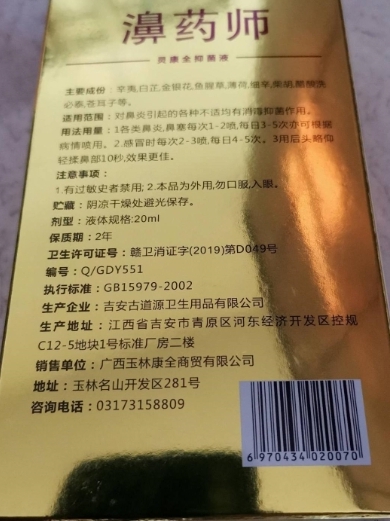 濞药师
灵康全抑菌液
主要成份：辛夷,白芷,金银花,鱼腥草,薄荷,细辛,柴胡,醋酸洗
必泰,苍耳子等。
适用范围：对鼻炎引起的各种不适均有消毒抑菌作用。
用法用量：1各类鼻炎,鼻塞每次1-2喷,每日3-5次亦可根据
病情喷用。2.感冒时每次2-3喷,每日4-5次。3用后头略仰
轻揉鼻部10秒,效果更佳。
注意事项：
1.有过敏史者禁用; 2.本品为外用,勿口服,入眼。
贮藏：阴凉干燥处避光保存。
剂型：液体规格:20ml
保质期：2年
卫生许可证号：赣卫消证字(2019)第D049号
编号：Q/GDY551
执行标准：GB15979-2002
生产企业：吉安古道源卫生用品有限公司
生产地址：江西省吉安市青原区河东经济开发区控规
C12-5地块1号标准厂房二楼
销售单位：广西玉林康全商贸有限公司
地址：玉林名山开发区281号
咨询电话：03173158809
6 970434 020070